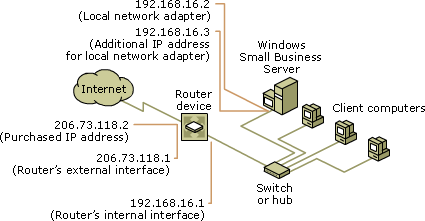 192.168.16.2
(Local network adapter)
192.168.16.3
(Additional IP address
for local network adapter)
Windows
Small Business
Server
Internet
Router
device
Client computers
206.73.118.2
(Purchased IP address)
206.73.118.1
(Router's external interface)
192.168.16.1
(Router's internal interface)
Switch
or hub